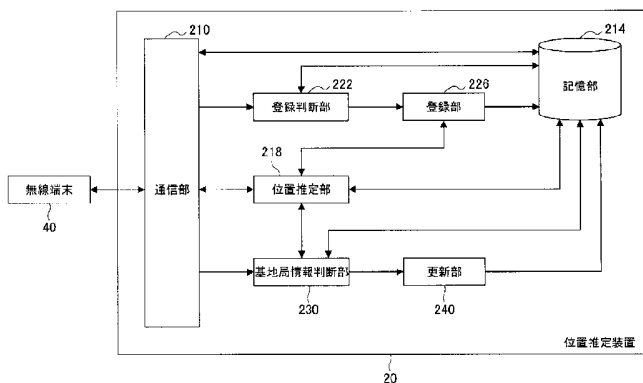 210
214
222
226
登録判断部
登録部
記憶部
218
無線端末
通信部
位置推定部
40
基地局情報判断部
更新部
230
240
位置推定装置
20